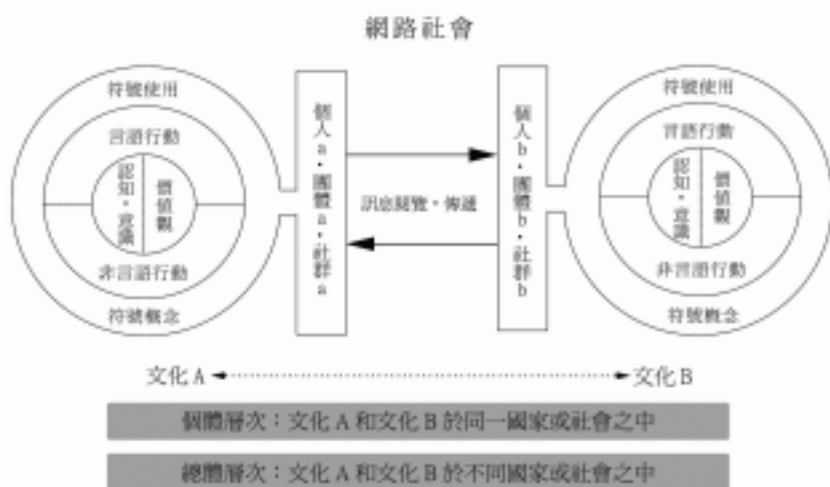 網路社會
符號使用
言語行動
認知・意識
價值觀
非言語行動
符號概念
個人a・團體a・社群a
訊息閱覽・傳遞
個人b・團體b・社群b
符號使用
言語行動
認知・意識
價值觀
非言語行動
符號概念
文化 A
文化 B
個體層次：文化 A 和文化 B 於同一國家或社會之中
總體層次：文化 A 和文化 B 於不同國家或社會之中